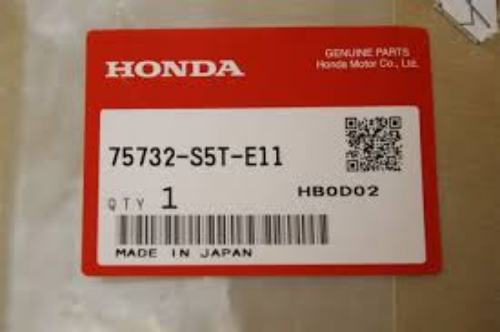 HONDA
GENUINE PARTS
Honda Motor Co., Ltd.
75732-S5T-E11
QTY 1
HB0D02
MADE IN JAPAN